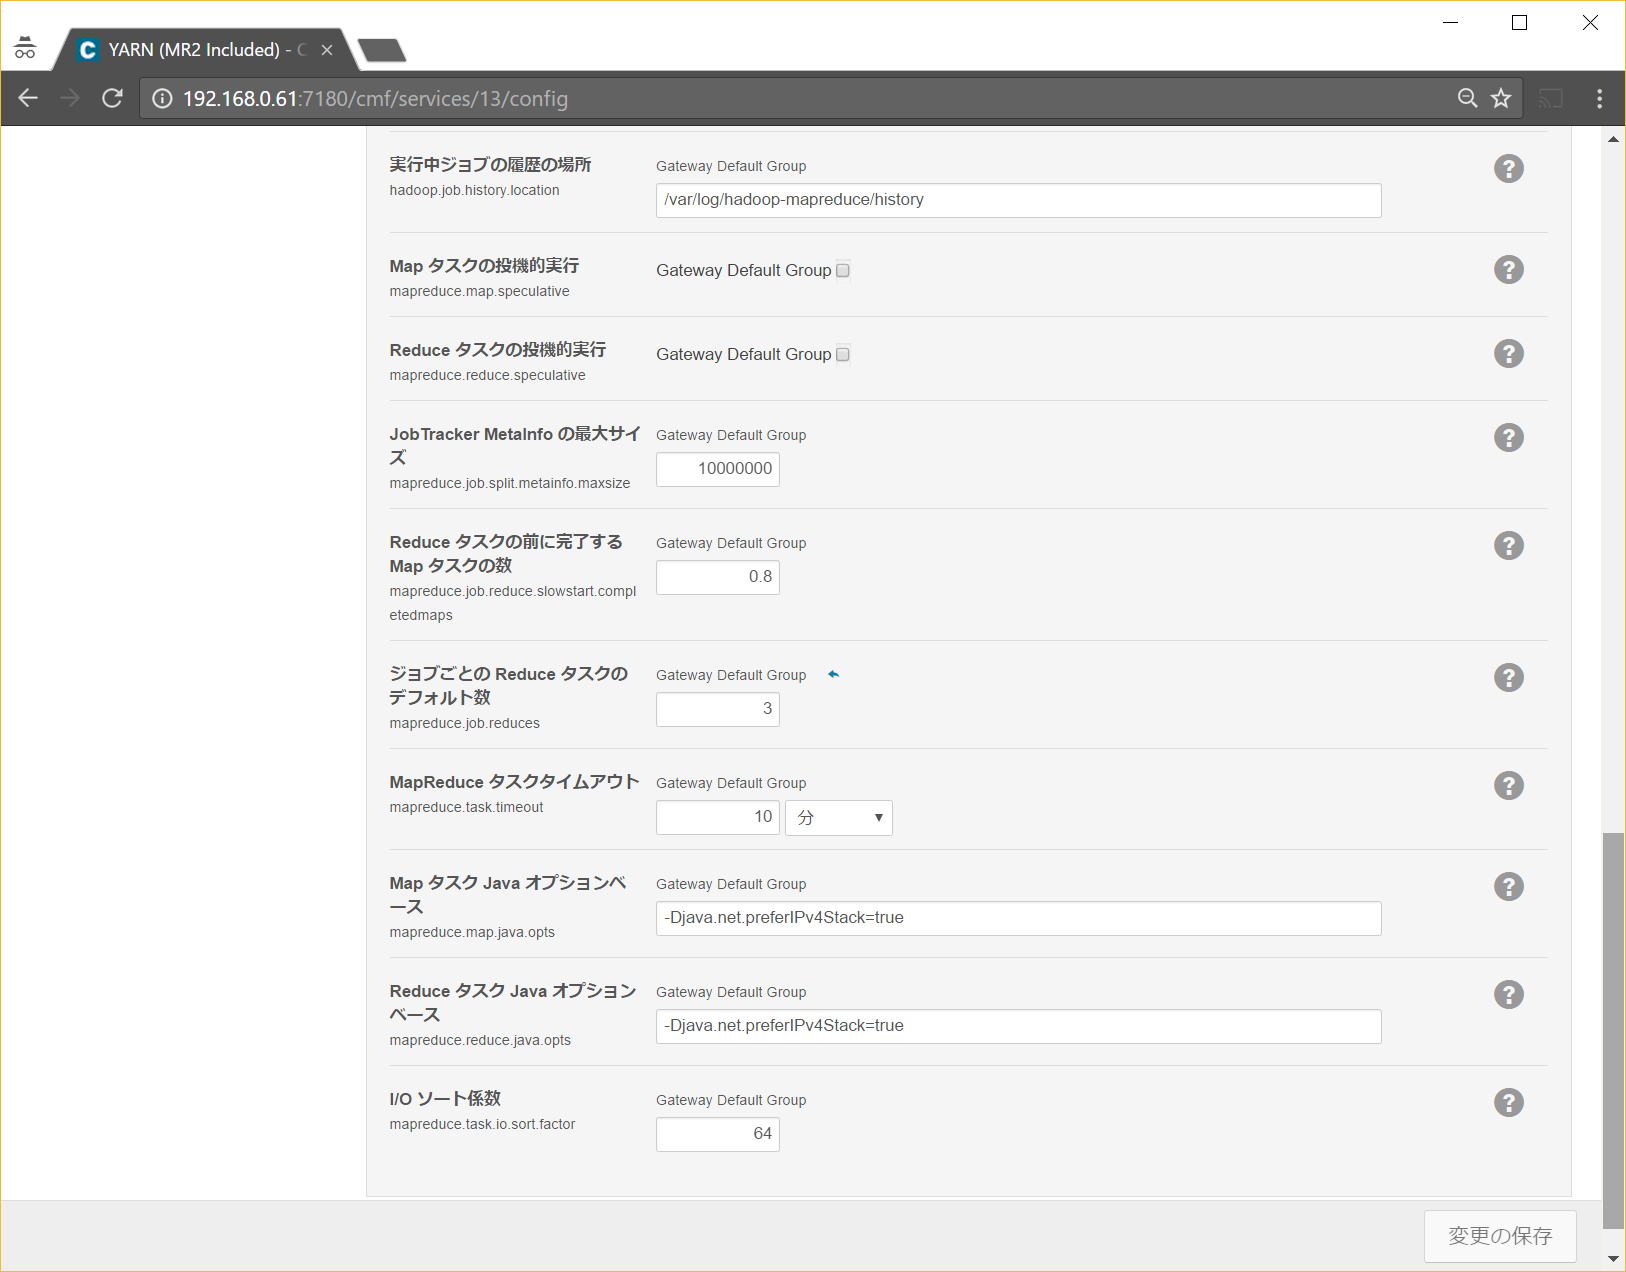 YARN (MR2 Included) - C
192.168.0.61:7180/cmf/services/13/config
実行中ジョブの履歴の場所
hadoop.job.history.location
Gateway Default Group
/var/log/hadoop-mapreduce/history
Map タスクの投機的実行
mapreduce.map.speculative
Gateway Default Group
Reduce タスクの投機的実行
mapreduce.reduce.speculative
Gateway Default Group
JobTracker MetaInfo の最大サイ
ズ
mapreduce.job.split.metainfo.maxsize
Gateway Default Group
10000000
Reduce タスクの前に完了する
Map タスクの数
mapreduce.job.reduce.slowstart.compl
etedmaps
Gateway Default Group
0.8
ジョブごとの Reduce タスクの
デフォルト数
mapreduce.job.reduces
Gateway Default Group
3
MapReduce タスクタイムアウト
mapreduce.task.timeout
Gateway Default Group
10 分
Map タスク Java オプションベ
ース
mapreduce.map.java.opts
Gateway Default Group
-Djava.net.preferIPv4Stack=true
Reduce タスク Java オプション
ベース
mapreduce.reduce.java.opts
Gateway Default Group
-Djava.net.preferIPv4Stack=true
I/O ソート係数
mapreduce.task.io.sort.factor
Gateway Default Group
64
変更の保存